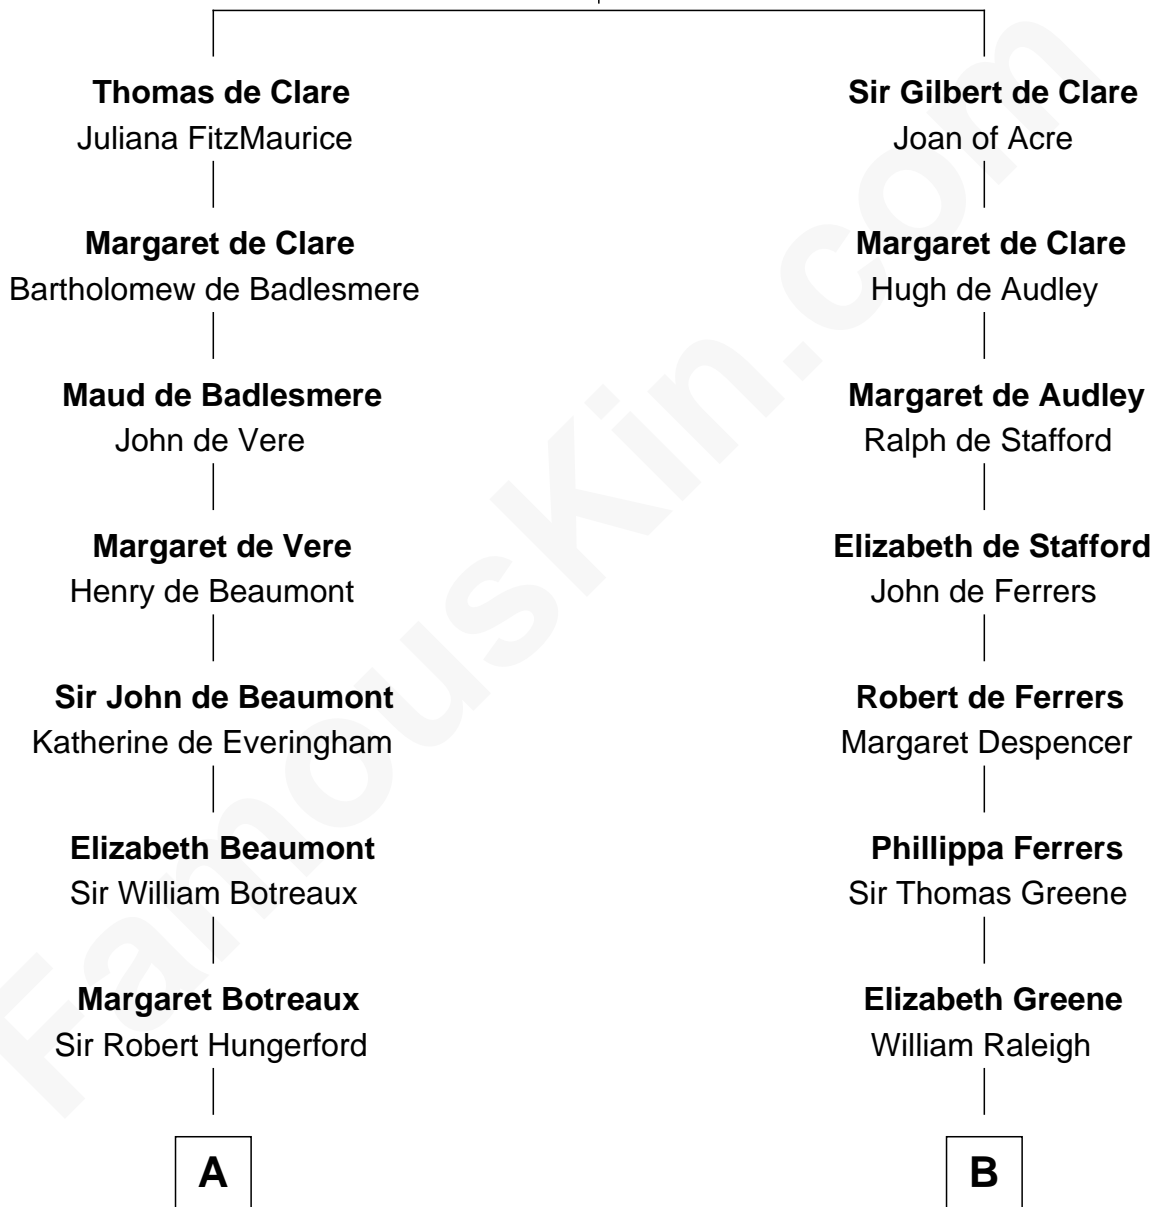 Thomas de Clare
Juliana FitzMaurice
Margaret de Clare
Bartholomew de Badlesmere
Maud de Badlesmere
John de Vere
Margaret de Vere
Henry de Beaumont
Sir John de Beaumont
Katherine de Everingham
Elizabeth Beaumont
Sir William Botreaux
Margaret Botreaux
Sir Robert Hungerford
A
Sir Gilbert de Clare
Joan of Acre
Margaret de Clare
Hugh de Audley
Margaret de Audley
Ralph de Stafford
Elizabeth de Stafford
John de Ferrers
Robert de Ferrers
Margaret Despencer
Phillippa Ferrers
Sir Thomas Greene
Elizabeth Greene
William Raleigh
B
FamousKin.com